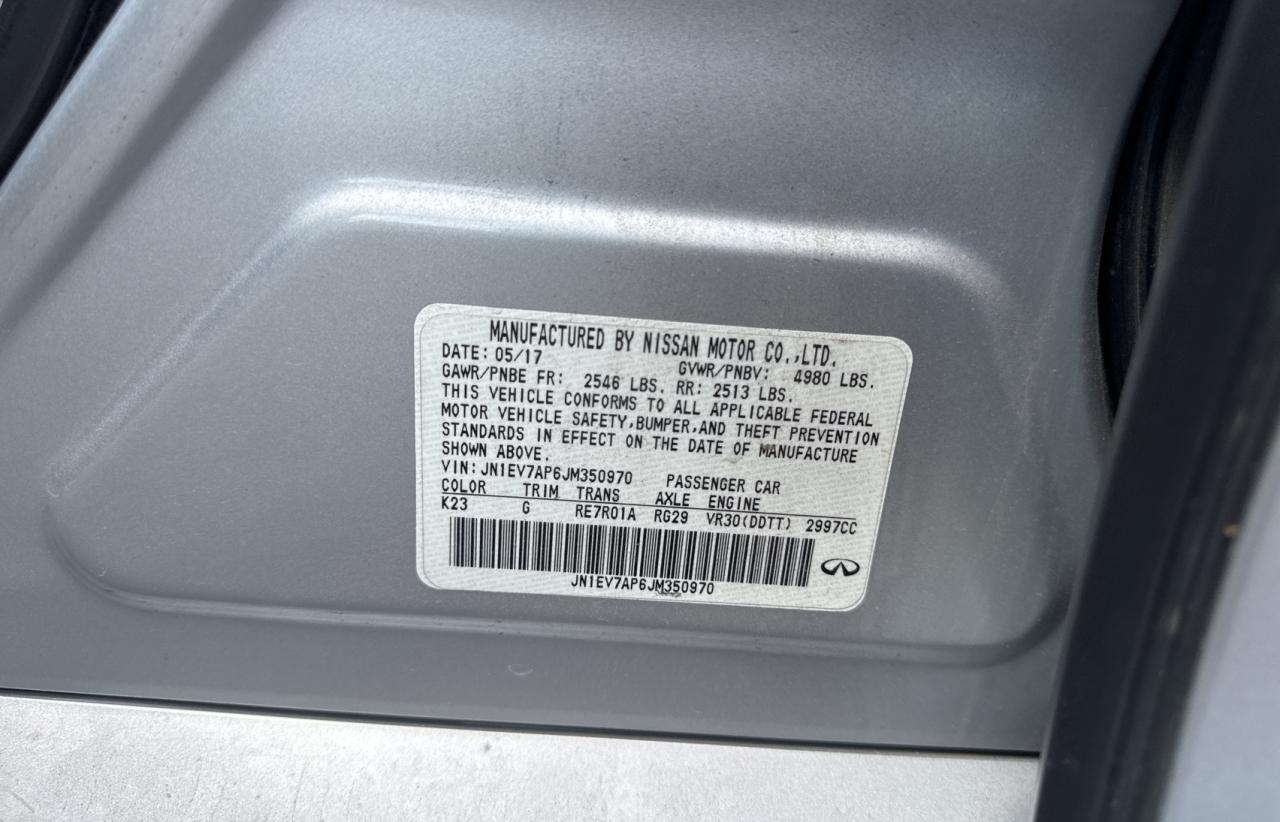 MANUFACTURED BY NISSAN MOTOR CO.,LTD.
DATE: 05/17 GVWR/PNBV: 4980 LBS.
GAWR/PNBE FR: 2546 LBS. RR: 2513 LBS.
THIS VEHICLE CONFORMS TO ALL APPLICABLE FEDERAL
MOTOR VEHICLE SAFETY,BUMPER,AND THEFT PREVENTION
STANDARDS IN EFFECT ON THE DATE OF MANUFACTURE
SHOWN ABOVE.
VIN:JN1EV7AP6JM350970 PASSENGER CAR
COLOR TRIM TRANS AXLE ENGINE
K23 G RE7R01A RG29 VR30(DDTT) 2997CC
JN1EV7AP6JM350970